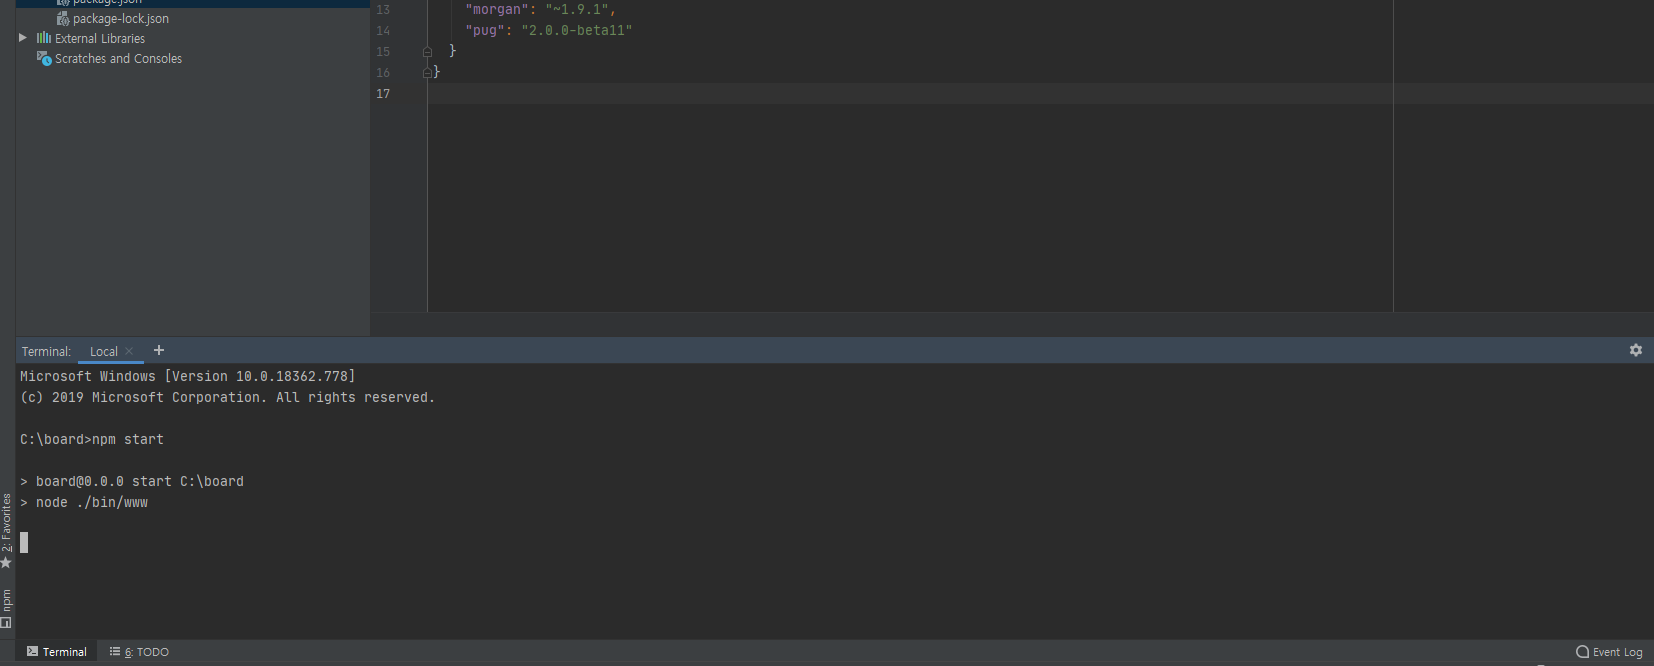 package.json
package-lock.json
External Libraries
Scratches and Consoles
13 "morgan": "~1.9.1",
14 "pug": "2.0.0-beta11"
15 }
16 }
17
Terminal: Local × +
Microsoft Windows [Version 10.0.18362.778]
(c) 2019 Microsoft Corporation. All rights reserved.
C:\board>npm start
> board@0.0.0 start C:\board
> node ./bin/www
2: Favorites
npm
Terminal
6: TODO
Event Log